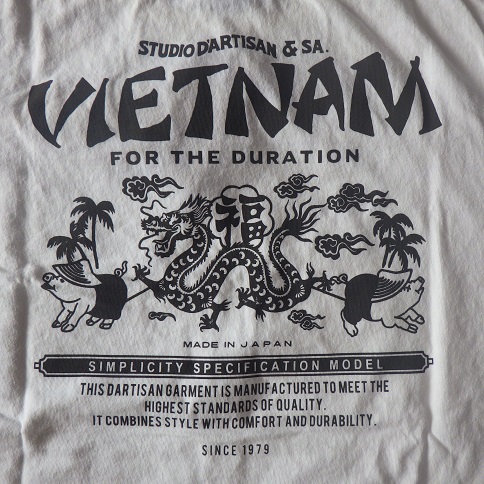 STUDIO D'ARTISAN & SA.
VIETNAM
FOR THE DURATION
福
MADE IN JAPAN
SIMPLICITY SPECIFICATION MODEL
THIS DARTISAN GARMENT IS MANUFACTURED TO MEET THE
HIGHEST STANDARDS OF QUALITY.
IT COMBINES STYLE WITH COMFORT AND DURABILITY.
SINCE 1979